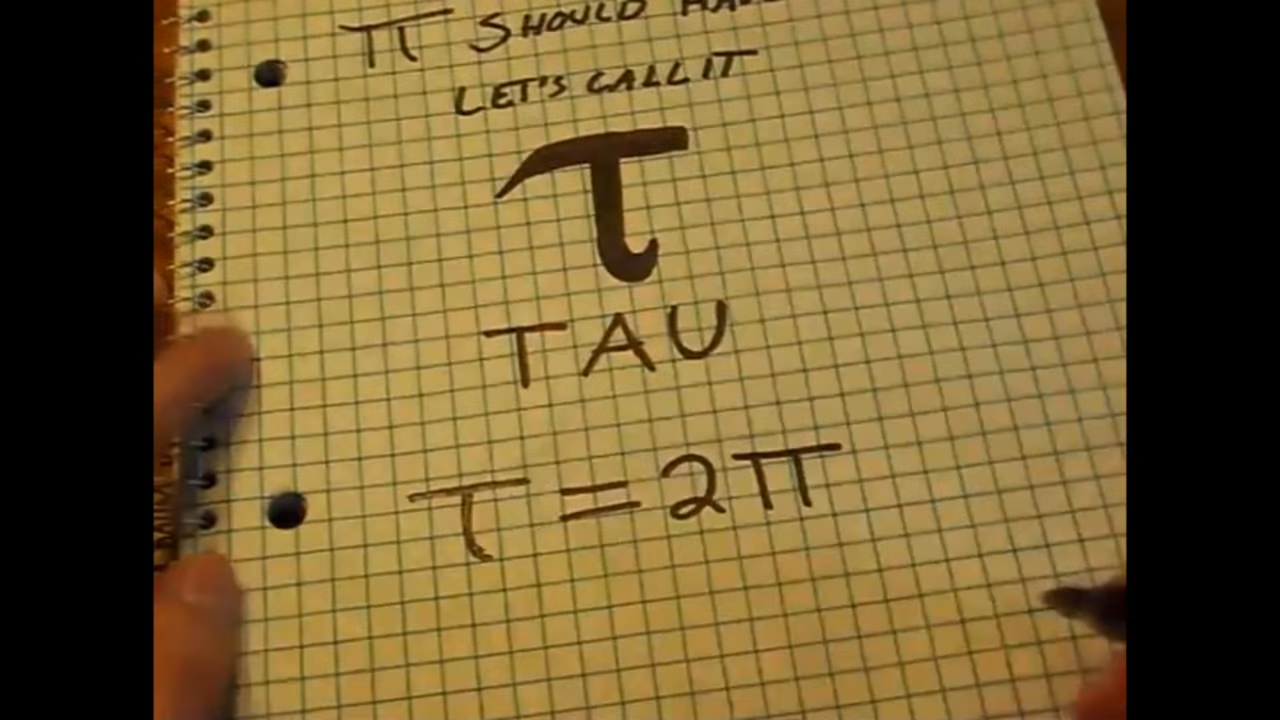 π SHOULD
LET'S CALL IT
τ
TAU
τ = 2π